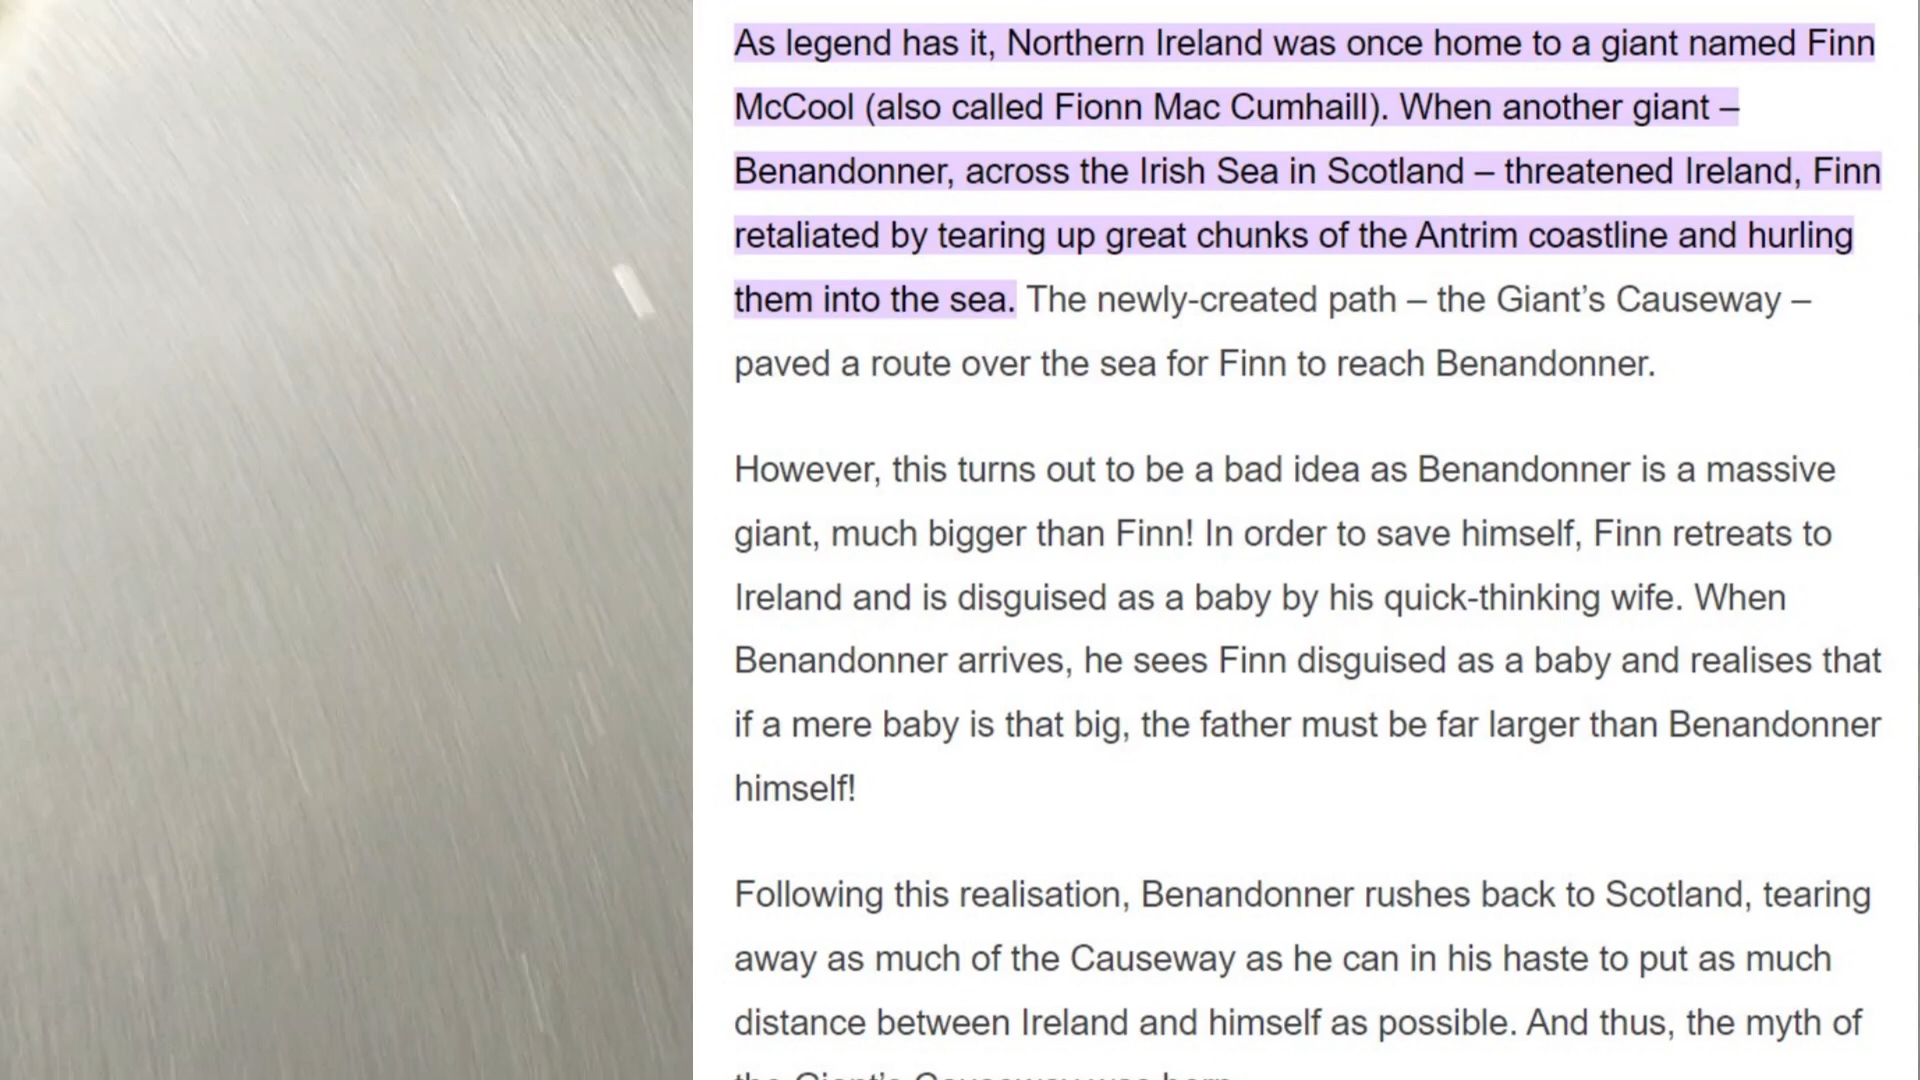 As legend has it, Northern Ireland was once home to a giant named Finn
McCool (also called Fionn Mac Cumhaill). When another giant –
Benandonner, across the Irish Sea in Scotland – threatened Ireland, Finn
retaliated by tearing up great chunks of the Antrim coastline and hurling
them into the sea. The newly-created path – the Giant’s Causeway –
paved a route over the sea for Finn to reach Benandonner.
However, this turns out to be a bad idea as Benandonner is a massive
giant, much bigger than Finn! In order to save himself, Finn retreats to
Ireland and is disguised as a baby by his quick-thinking wife. When
Benandonner arrives, he sees Finn disguised as a baby and realises that
if a mere baby is that big, the father must be far larger than Benandonner
himself!
Following this realisation, Benandonner rushes back to Scotland, tearing
away as much of the Causeway as he can in his haste to put as much
distance between Ireland and himself as possible. And thus, the myth of
the Giant’s Causeway was born.